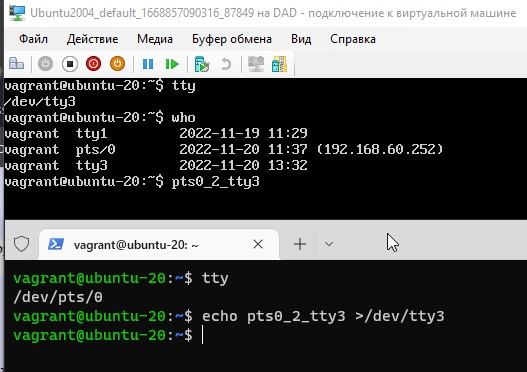 Ubuntu2004_default_1668857090316_87849 на DAD - подключение к виртуальной машине
Файл Действие Медиа Буфер обмена Вид Справка
vagrant@ubuntu-20:~$ tty
/dev/tty3
vagrant@ubuntu-20:~$ who
vagrant tty1 2022-11-19 11:29
vagrant pts/0 2022-11-20 11:37 (192.168.60.252)
vagrant tty3 2022-11-20 13:32
vagrant@ubuntu-20:~$ pts0_2_tty3
vagrant@ubuntu-20: ~
vagrant@ubuntu-20:~$ tty
/dev/pts/0
vagrant@ubuntu-20:~$ echo pts0_2_tty3 >/dev/tty3
vagrant@ubuntu-20:~$